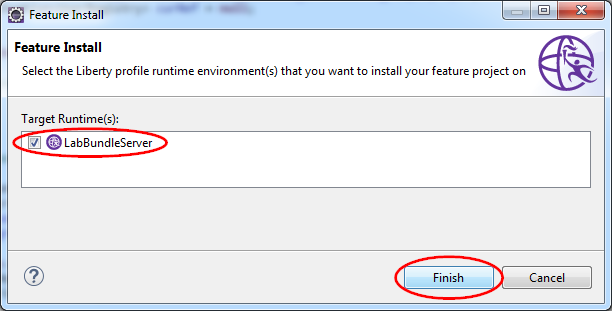 Feature Install
Feature Install
Select the Liberty profile runtime environment(s) that you want to install your feature project on
Target Runtime(s):
LabBundleServer
?
Finish
Cancel